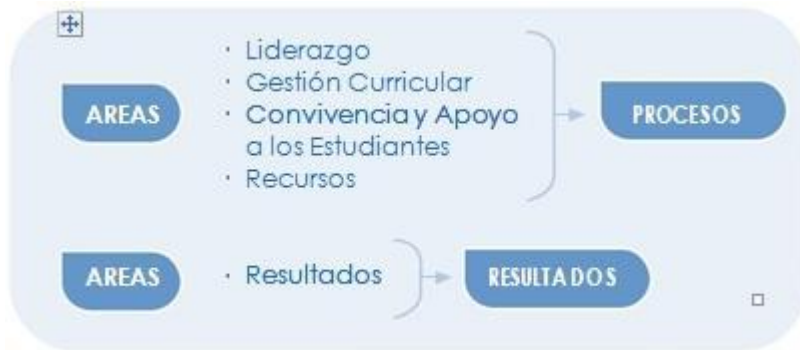 AREAS
· Liderazgo
· Gestión Curricular
· Convivencia y Apoyo
a los Estudiantes
· Recursos
PROCESOS
AREAS
· Resultados
RESULTADOS